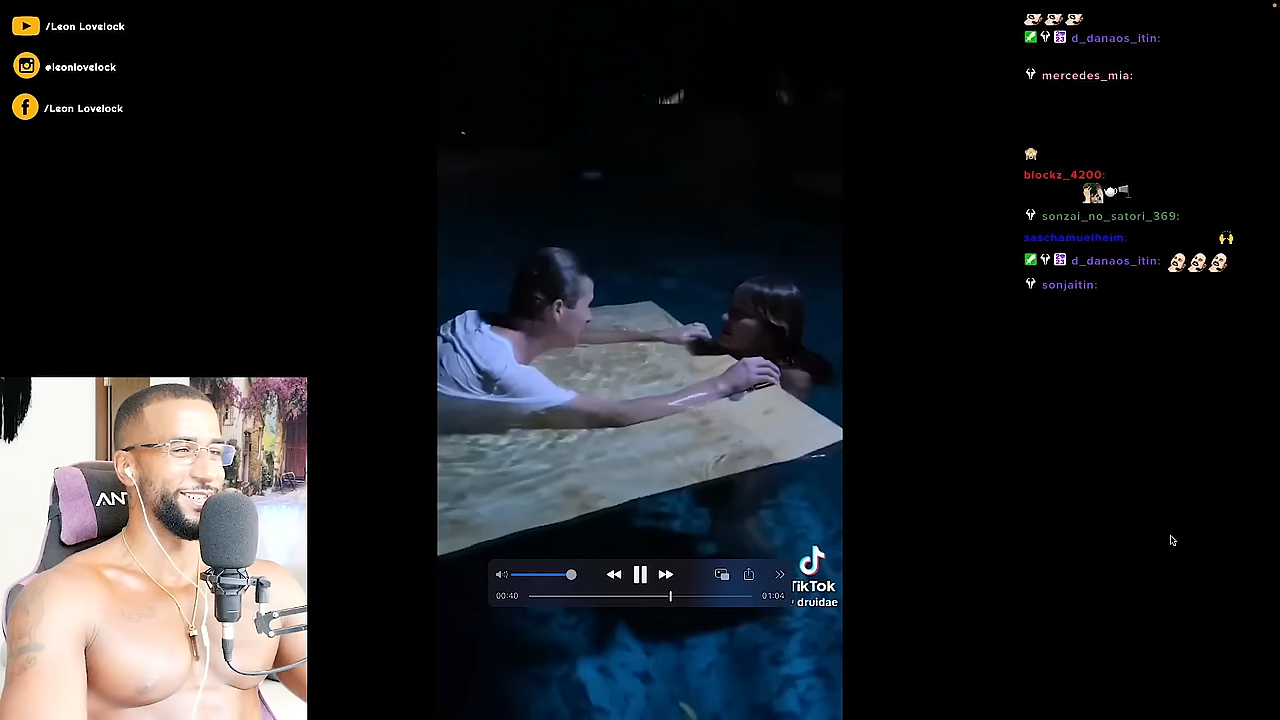 /Leon Lovelock
@leonlovelock
/Leon Lovelock
d_danaos_itin:
mercedes_mia:
blockz_4200:
sonzai_no_satori_369:
saschamuelheim:
d_danaos_itin:
sonjaitin:
AN
00:40
01:04
TikTok
druidae